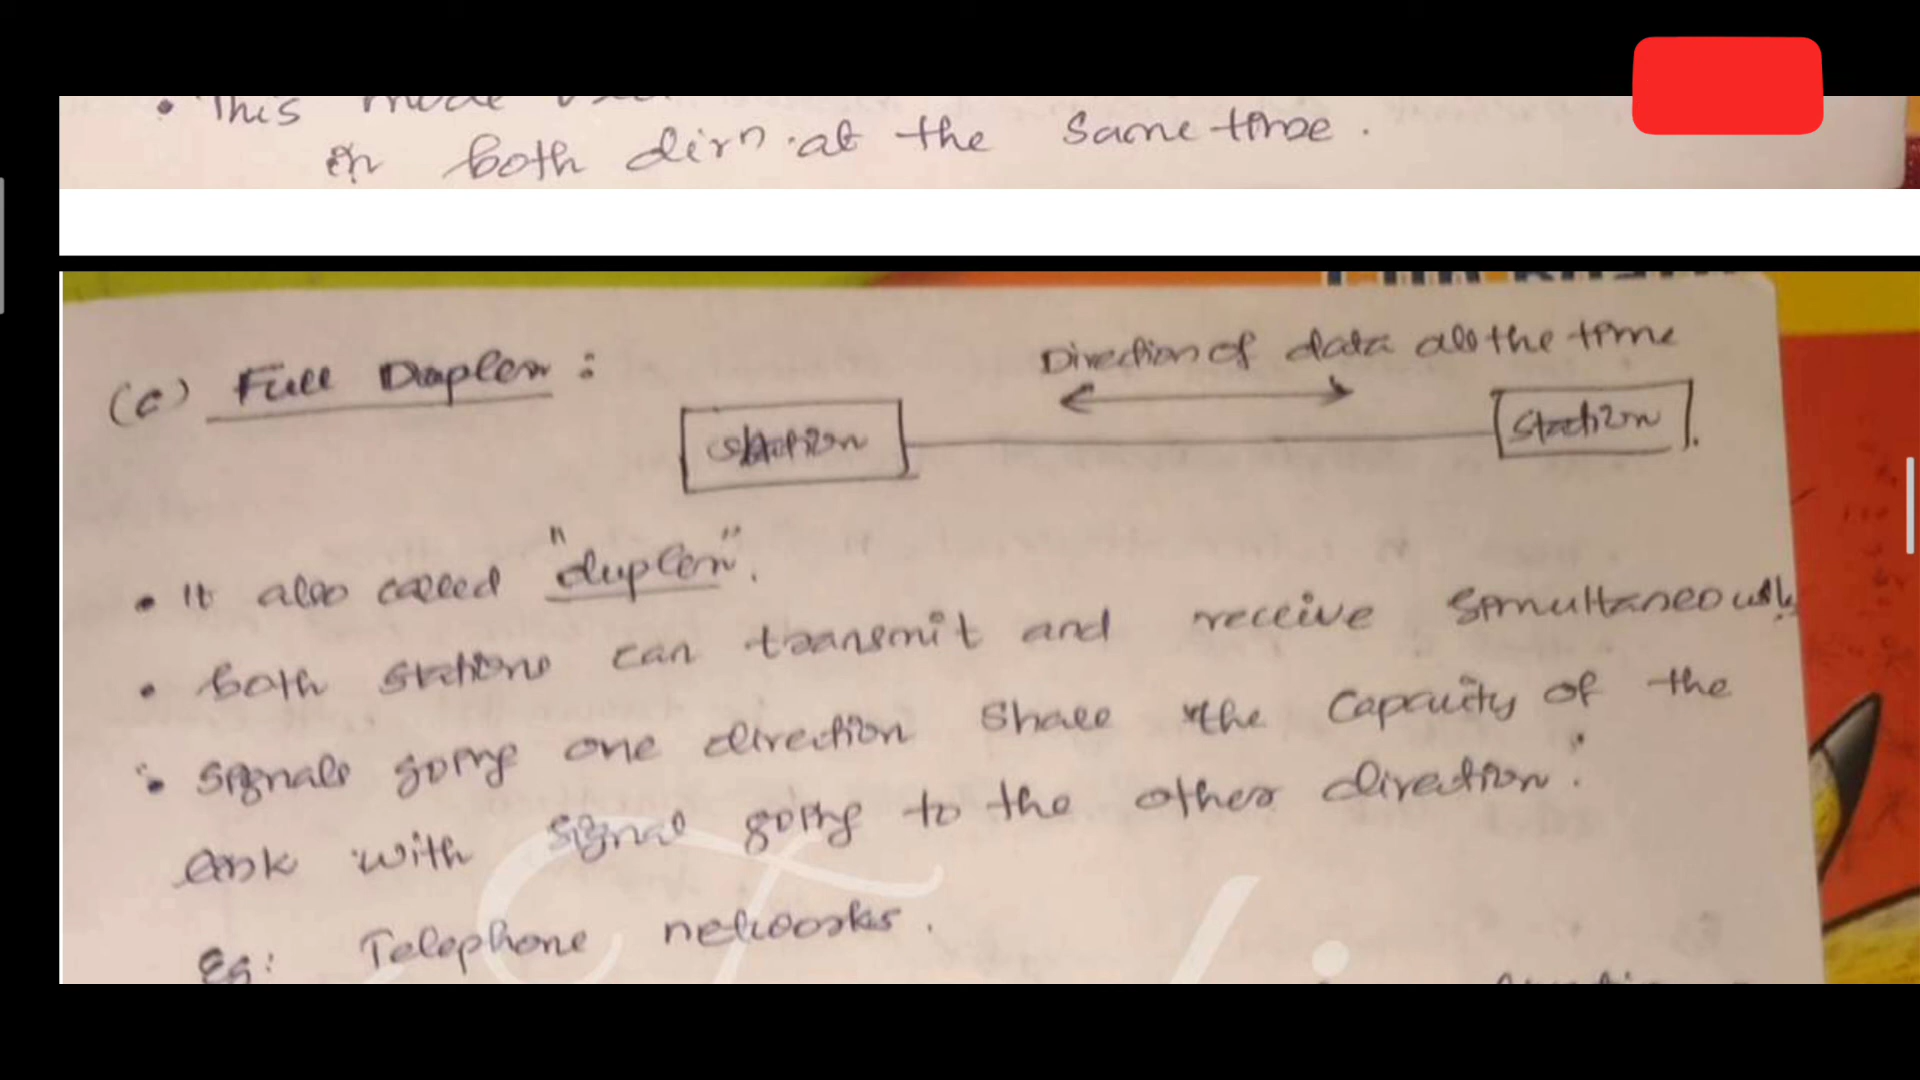 • This mode
in both dirn. at the same time.
(c) Full Duplex :
Direction of data all the time
station
station
• It also called "duplex".
• both stations can transmit and receive simultaneously
• signals going one direction share the capacity of the
link with signal going to the other direction.
Eg: Telephone networks.